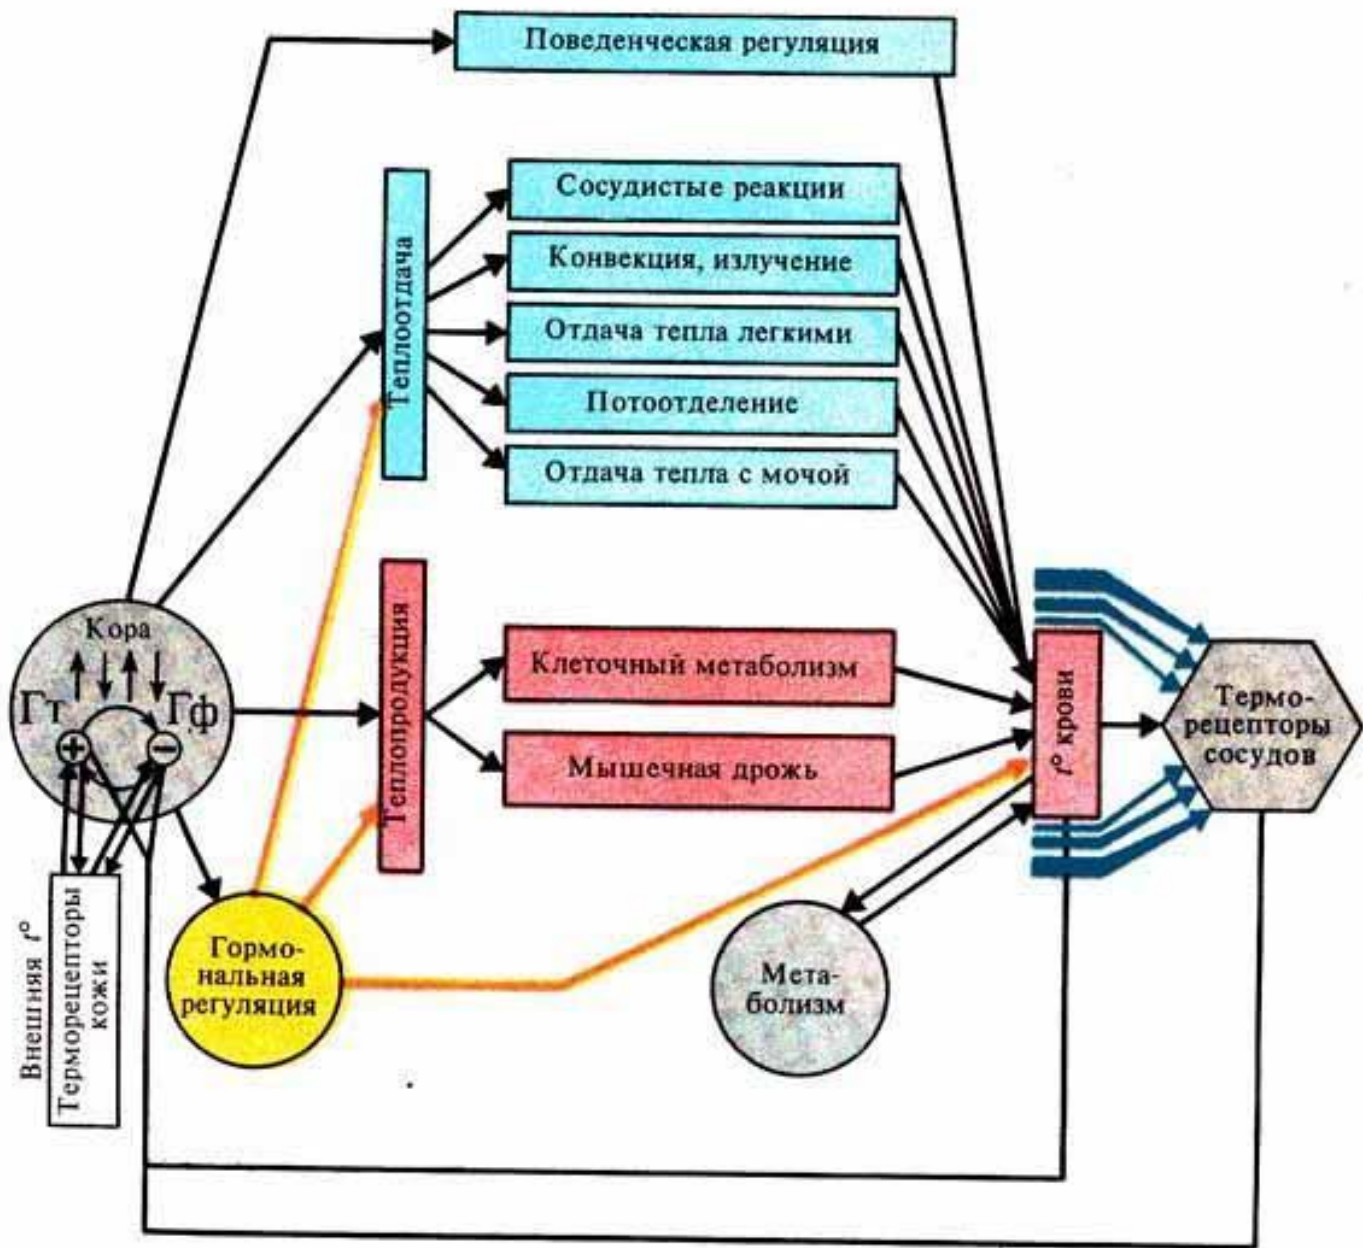 Поведенческая регуляция
Теплоотдача
Сосудистые реакции
Конвекция, излучение
Отдача тепла легкими
Потоотделение
Отдача тепла с мочой
Кора
Гт
Гф
+
−
Теплопродукция
Клеточный метаболизм
Мышечная дрожь
t° крови
Термо-
рецепторы
сосудов
Внешняя t°
Терморецепторы
кожи
Гормо-
нальная
регуляция
Мета-
болизм